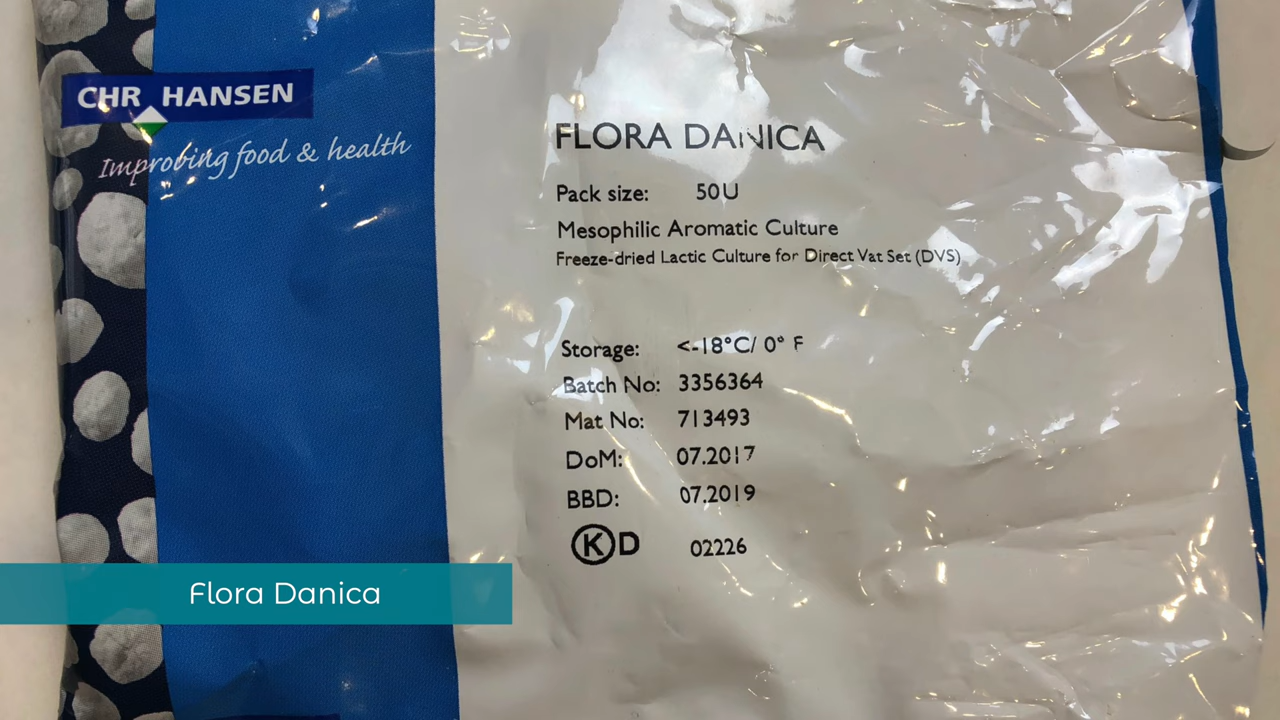 CHR HANSEN
Improving food & health
FLORA DANICA
Pack size: 50U
Mesophilic Aromatic Culture
Freeze-dried Lactic Culture for Direct Vat Set (DVS)
Storage: <-18°C/ 0° F
Batch No: 3356364
Mat No: 713493
DoM: 07.2017
BBD: 07.2019
K D 02226
Flora Danica